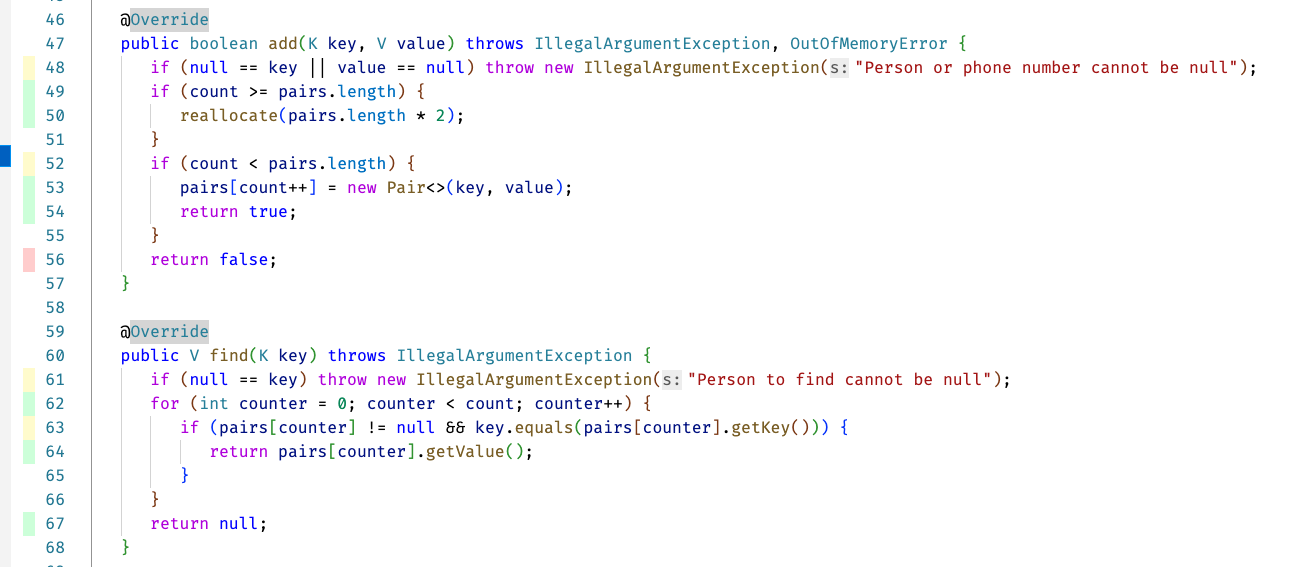 46 @Override
47 public boolean add(K key, V value) throws IllegalArgumentException, OutOfMemoryError {
48 if (null == key || value == null) throw new IllegalArgumentException(s: "Person or phone number cannot be null");
49 if (count >= pairs.length) {
50 reallocate(pairs.length * 2);
51 }
52 if (count < pairs.length) {
53 pairs[count++] = new Pair<>(key, value);
54 return true;
55 }
56 return false;
57 }
58
59 @Override
60 public V find(K key) throws IllegalArgumentException {
61 if (null == key) throw new IllegalArgumentException(s: "Person to find cannot be null");
62 for (int counter = 0; counter < count; counter++) {
63 if (pairs[counter] != null && key.equals(pairs[counter].getKey())) {
64 return pairs[counter].getValue();
65 }
66 }
67 return null;
68 }